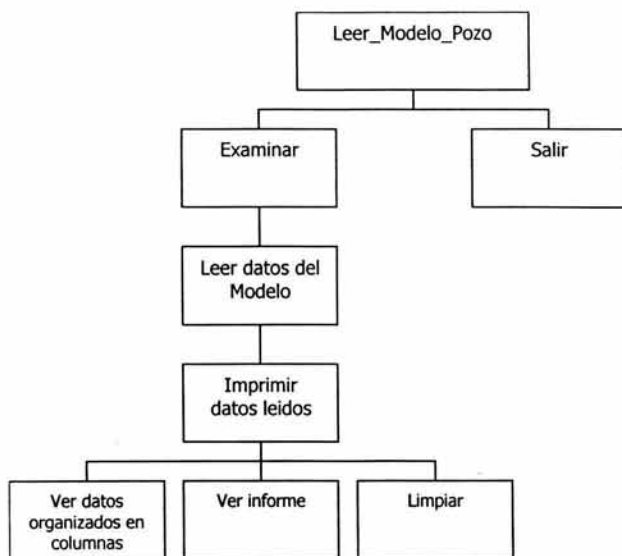 Leer_Modelo_Pozo
Examinar
Salir
Leer datos del
Modelo
Imprimir
datos leidos
Ver datos
organizados en
columnas
Ver informe
Limpiar